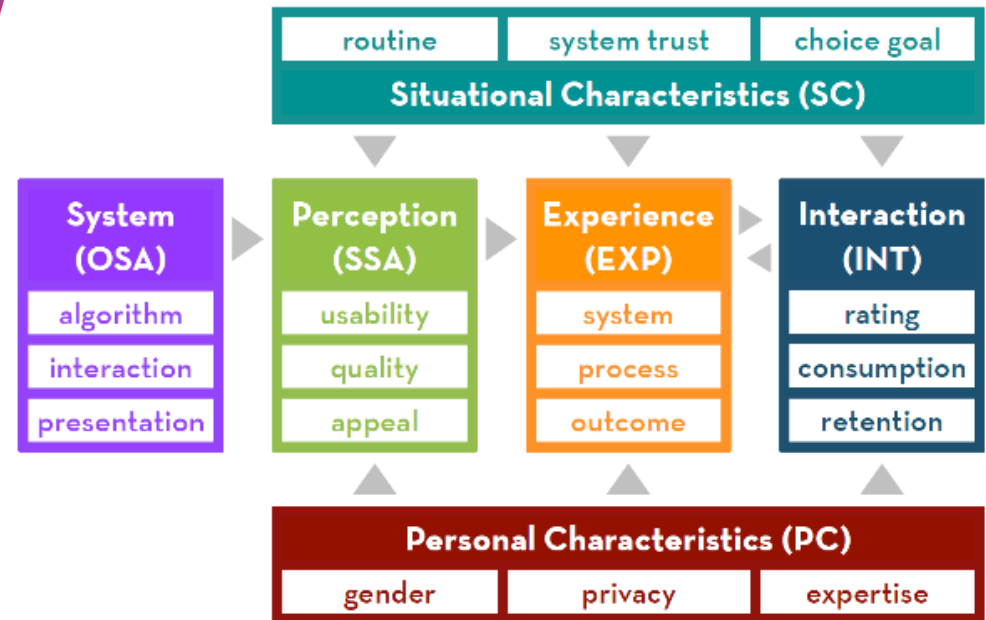 routine
system trust
choice goal
Situational Characteristics (SC)
System
(OSA)
algorithm
interaction
presentation
Perception
(SSA)
usability
quality
appeal
Experience
(EXP)
system
process
outcome
Interaction
(INT)
rating
consumption
retention
Personal Characteristics (PC)
gender
privacy
expertise